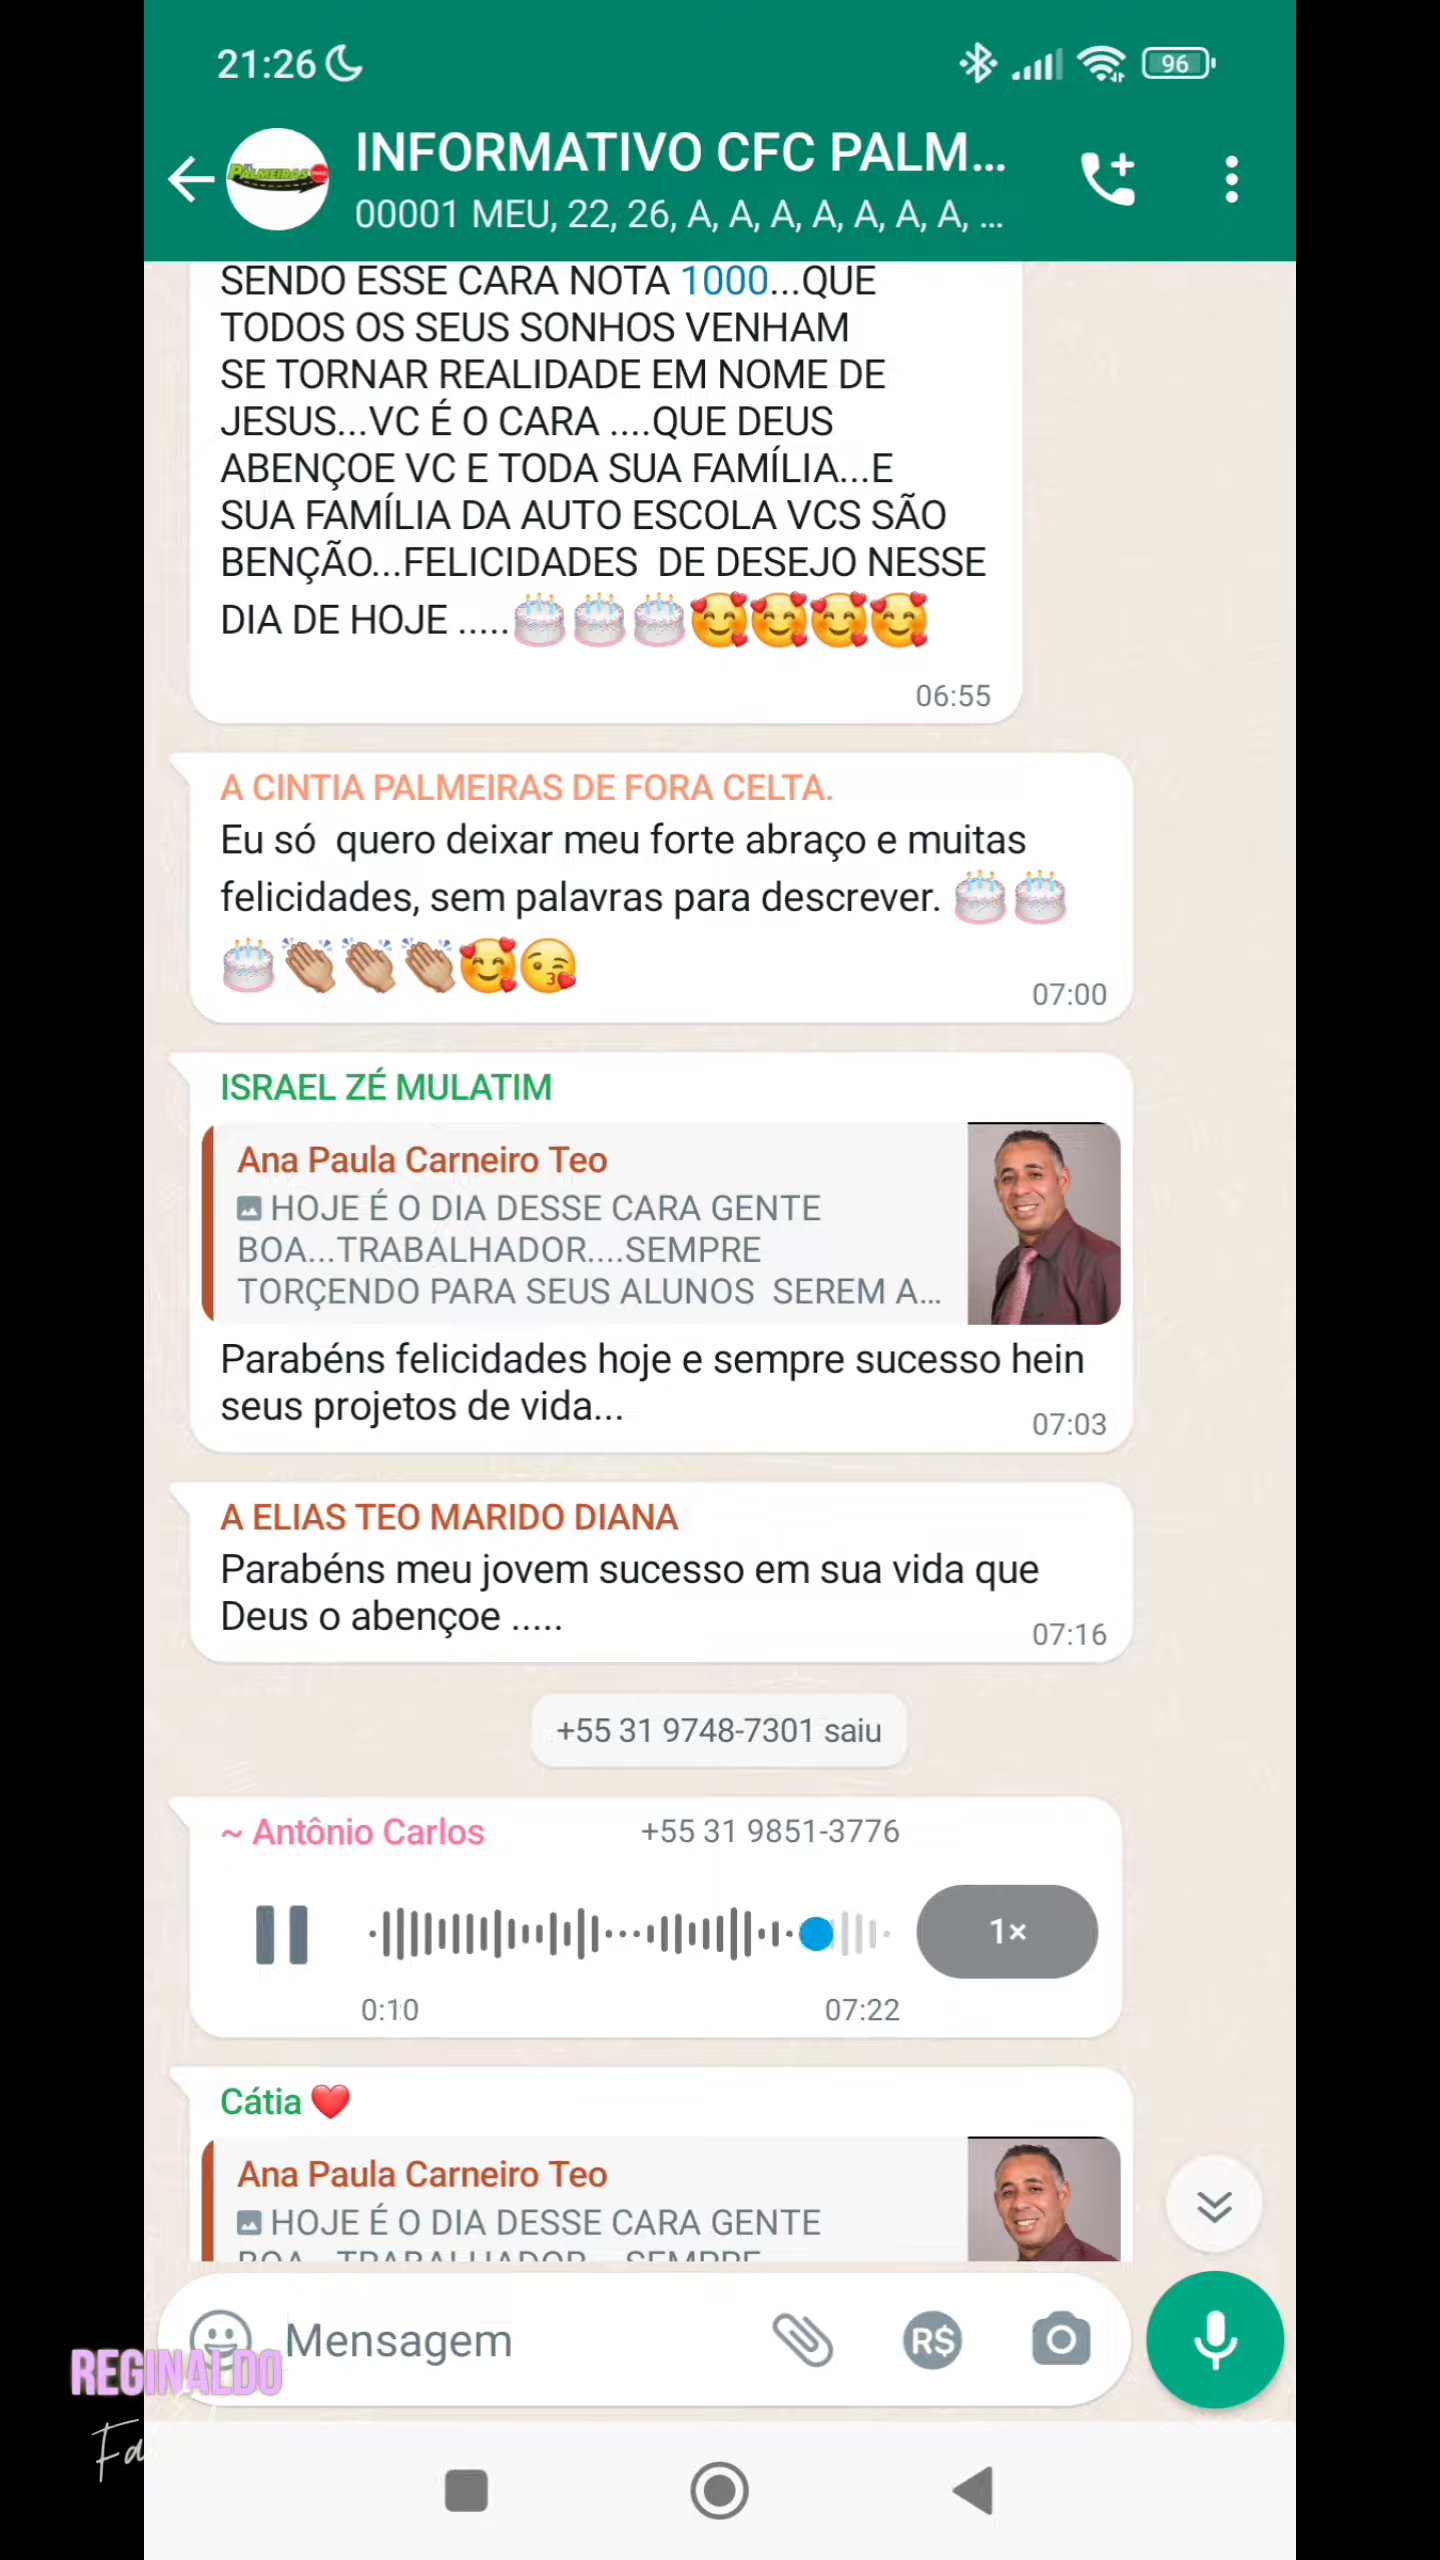 21:26
96
PALMEIRAS
INFORMATIVO CFC PALM...
00001 MEU, 22, 26, A, A, A, A, A, A, A, ...
SENDO ESSE CARA NOTA 1000...QUE
TODOS OS SEUS SONHOS VENHAM
SE TORNAR REALIDADE EM NOME DE
JESUS...VC É O CARA ....QUE DEUS
ABENÇOE VC E TODA SUA FAMÍLIA...E
SUA FAMÍLIA DA AUTO ESCOLA VCS SÃO
BENÇÃO...FELICIDADES  DE DESEJO NESSE
DIA DE HOJE .....🎂🎂🎂🥰🥰🥰🥰
06:55
A CINTIA PALMEIRAS DE FORA CELTA.
Eu só  quero deixar meu forte abraço e muitas
felicidades, sem palavras para descrever. 🎂🎂
🎂👏🏽👏🏽👏🏽🥰😘
07:00
ISRAEL ZÉ MULATIM
Ana Paula Carneiro Teo
HOJE É O DIA DESSE CARA GENTE
BOA...TRABALHADOR....SEMPRE
TORÇENDO PARA SEUS ALUNOS  SEREM A...
Parabéns felicidades hoje e sempre sucesso hein
seus projetos de vida...
07:03
A ELIAS TEO MARIDO DIANA
Parabéns meu jovem sucesso em sua vida que
Deus o abençoe .....
07:16
+55 31 9748-7301 saiu
~ Antônio Carlos
+55 31 9851-3776
1×
0:10
07:22
Cátia ❤️
Ana Paula Carneiro Teo
HOJE É O DIA DESSE CARA GENTE
BOA...TRABALHADOR....SEMPRE
Mensagem
R$
REGINALDO
Fa